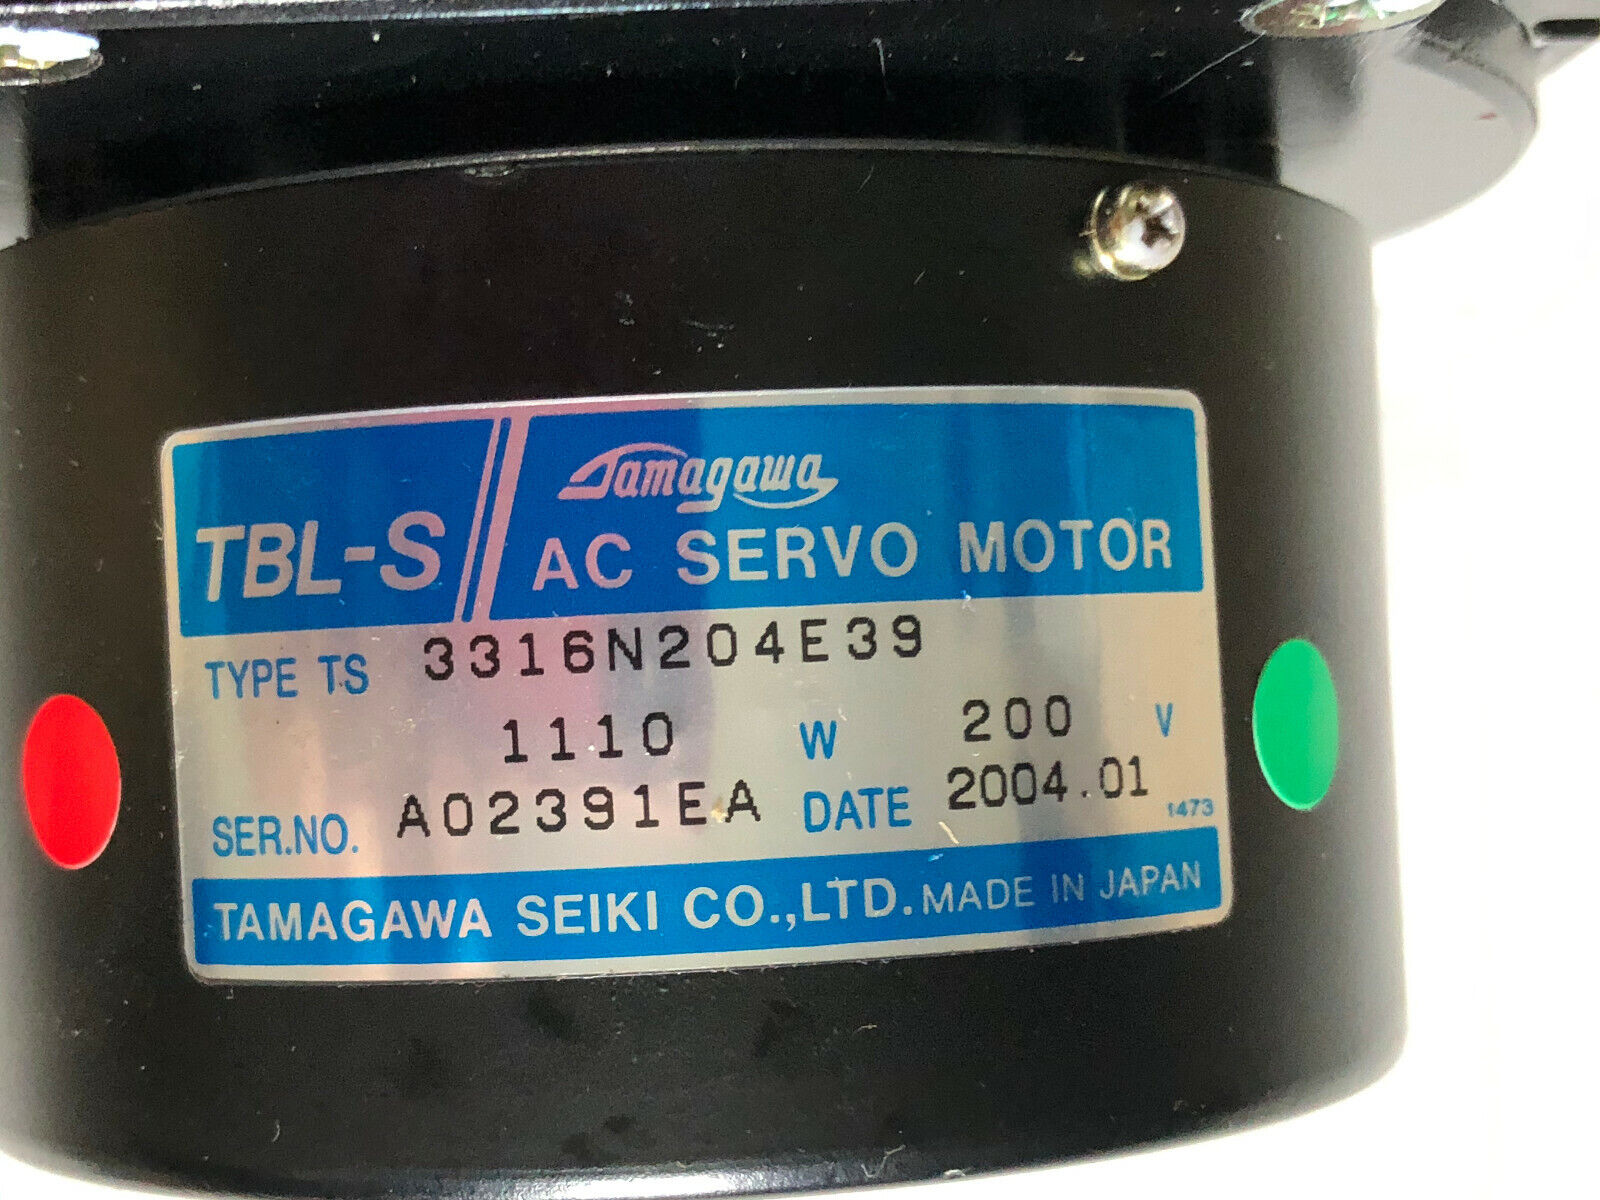 Tamagawa
TBL-S AC SERVO MOTOR
TYPE TS 3316N204E39
1110 W 200 V
SER.NO. A02391EA DATE 2004.01
1473
TAMAGAWA SEIKI CO.,LTD. MADE IN JAPAN